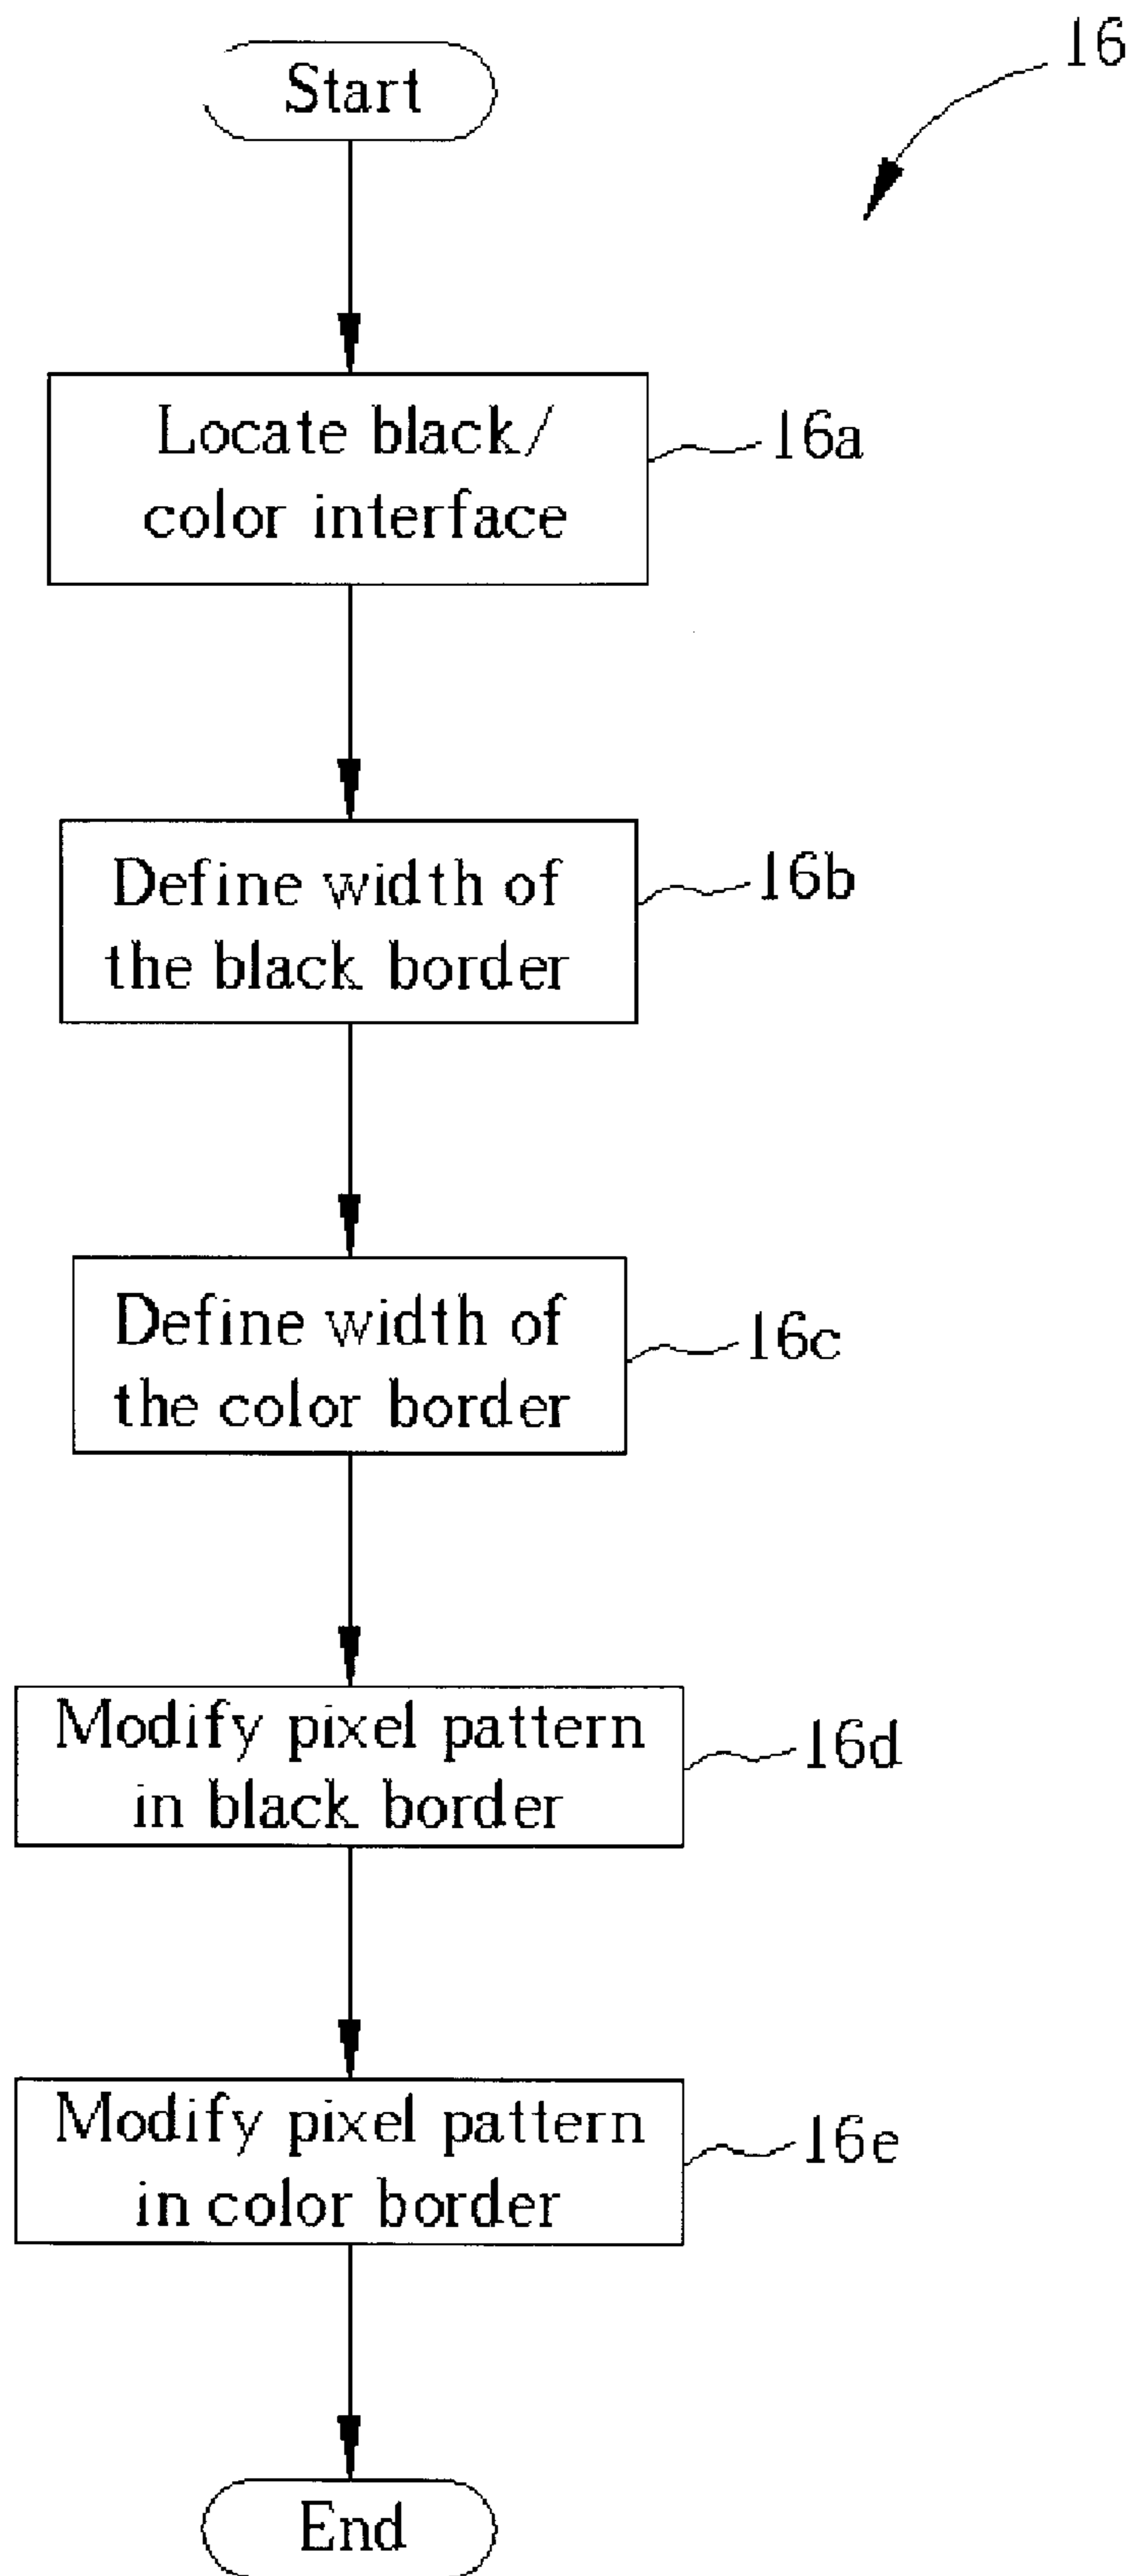 16
Start
Locate black/
color interface
16a
Define width of
the black border
16b
Define width of
the color border
16c
Modify pixel pattern
in black border
16d
Modify pixel pattern
in color border
16e
End